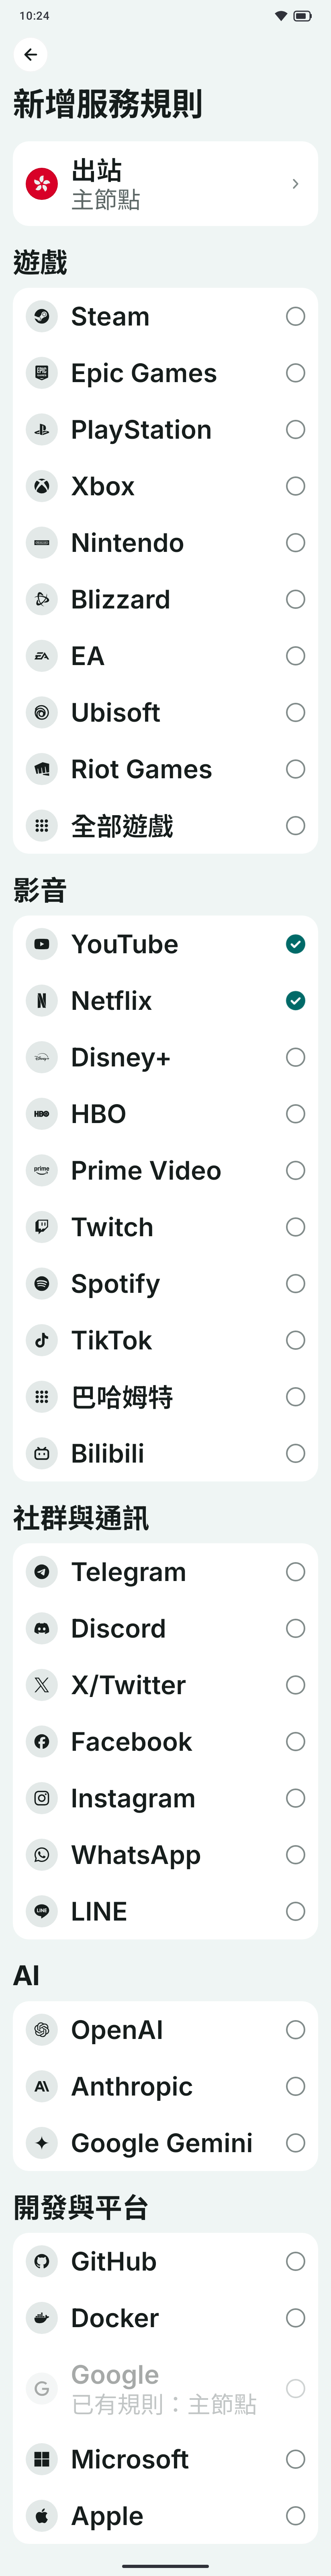 10:24
新增服務規則
出站
主節點
遊戲
Steam
Epic Games
PlayStation
Xbox
Nintendo
Blizzard
EA
Ubisoft
Riot Games
全部遊戲
影音
YouTube
Netflix
Disney+
HBO
Prime Video
Twitch
Spotify
TikTok
巴哈姆特
Bilibili
社群與通訊
Telegram
Discord
X/Twitter
Facebook
Instagram
WhatsApp
LINE
AI
OpenAI
Anthropic
Google Gemini
開發與平台
GitHub
Docker
Google
已有規則：主節點
Microsoft
Apple